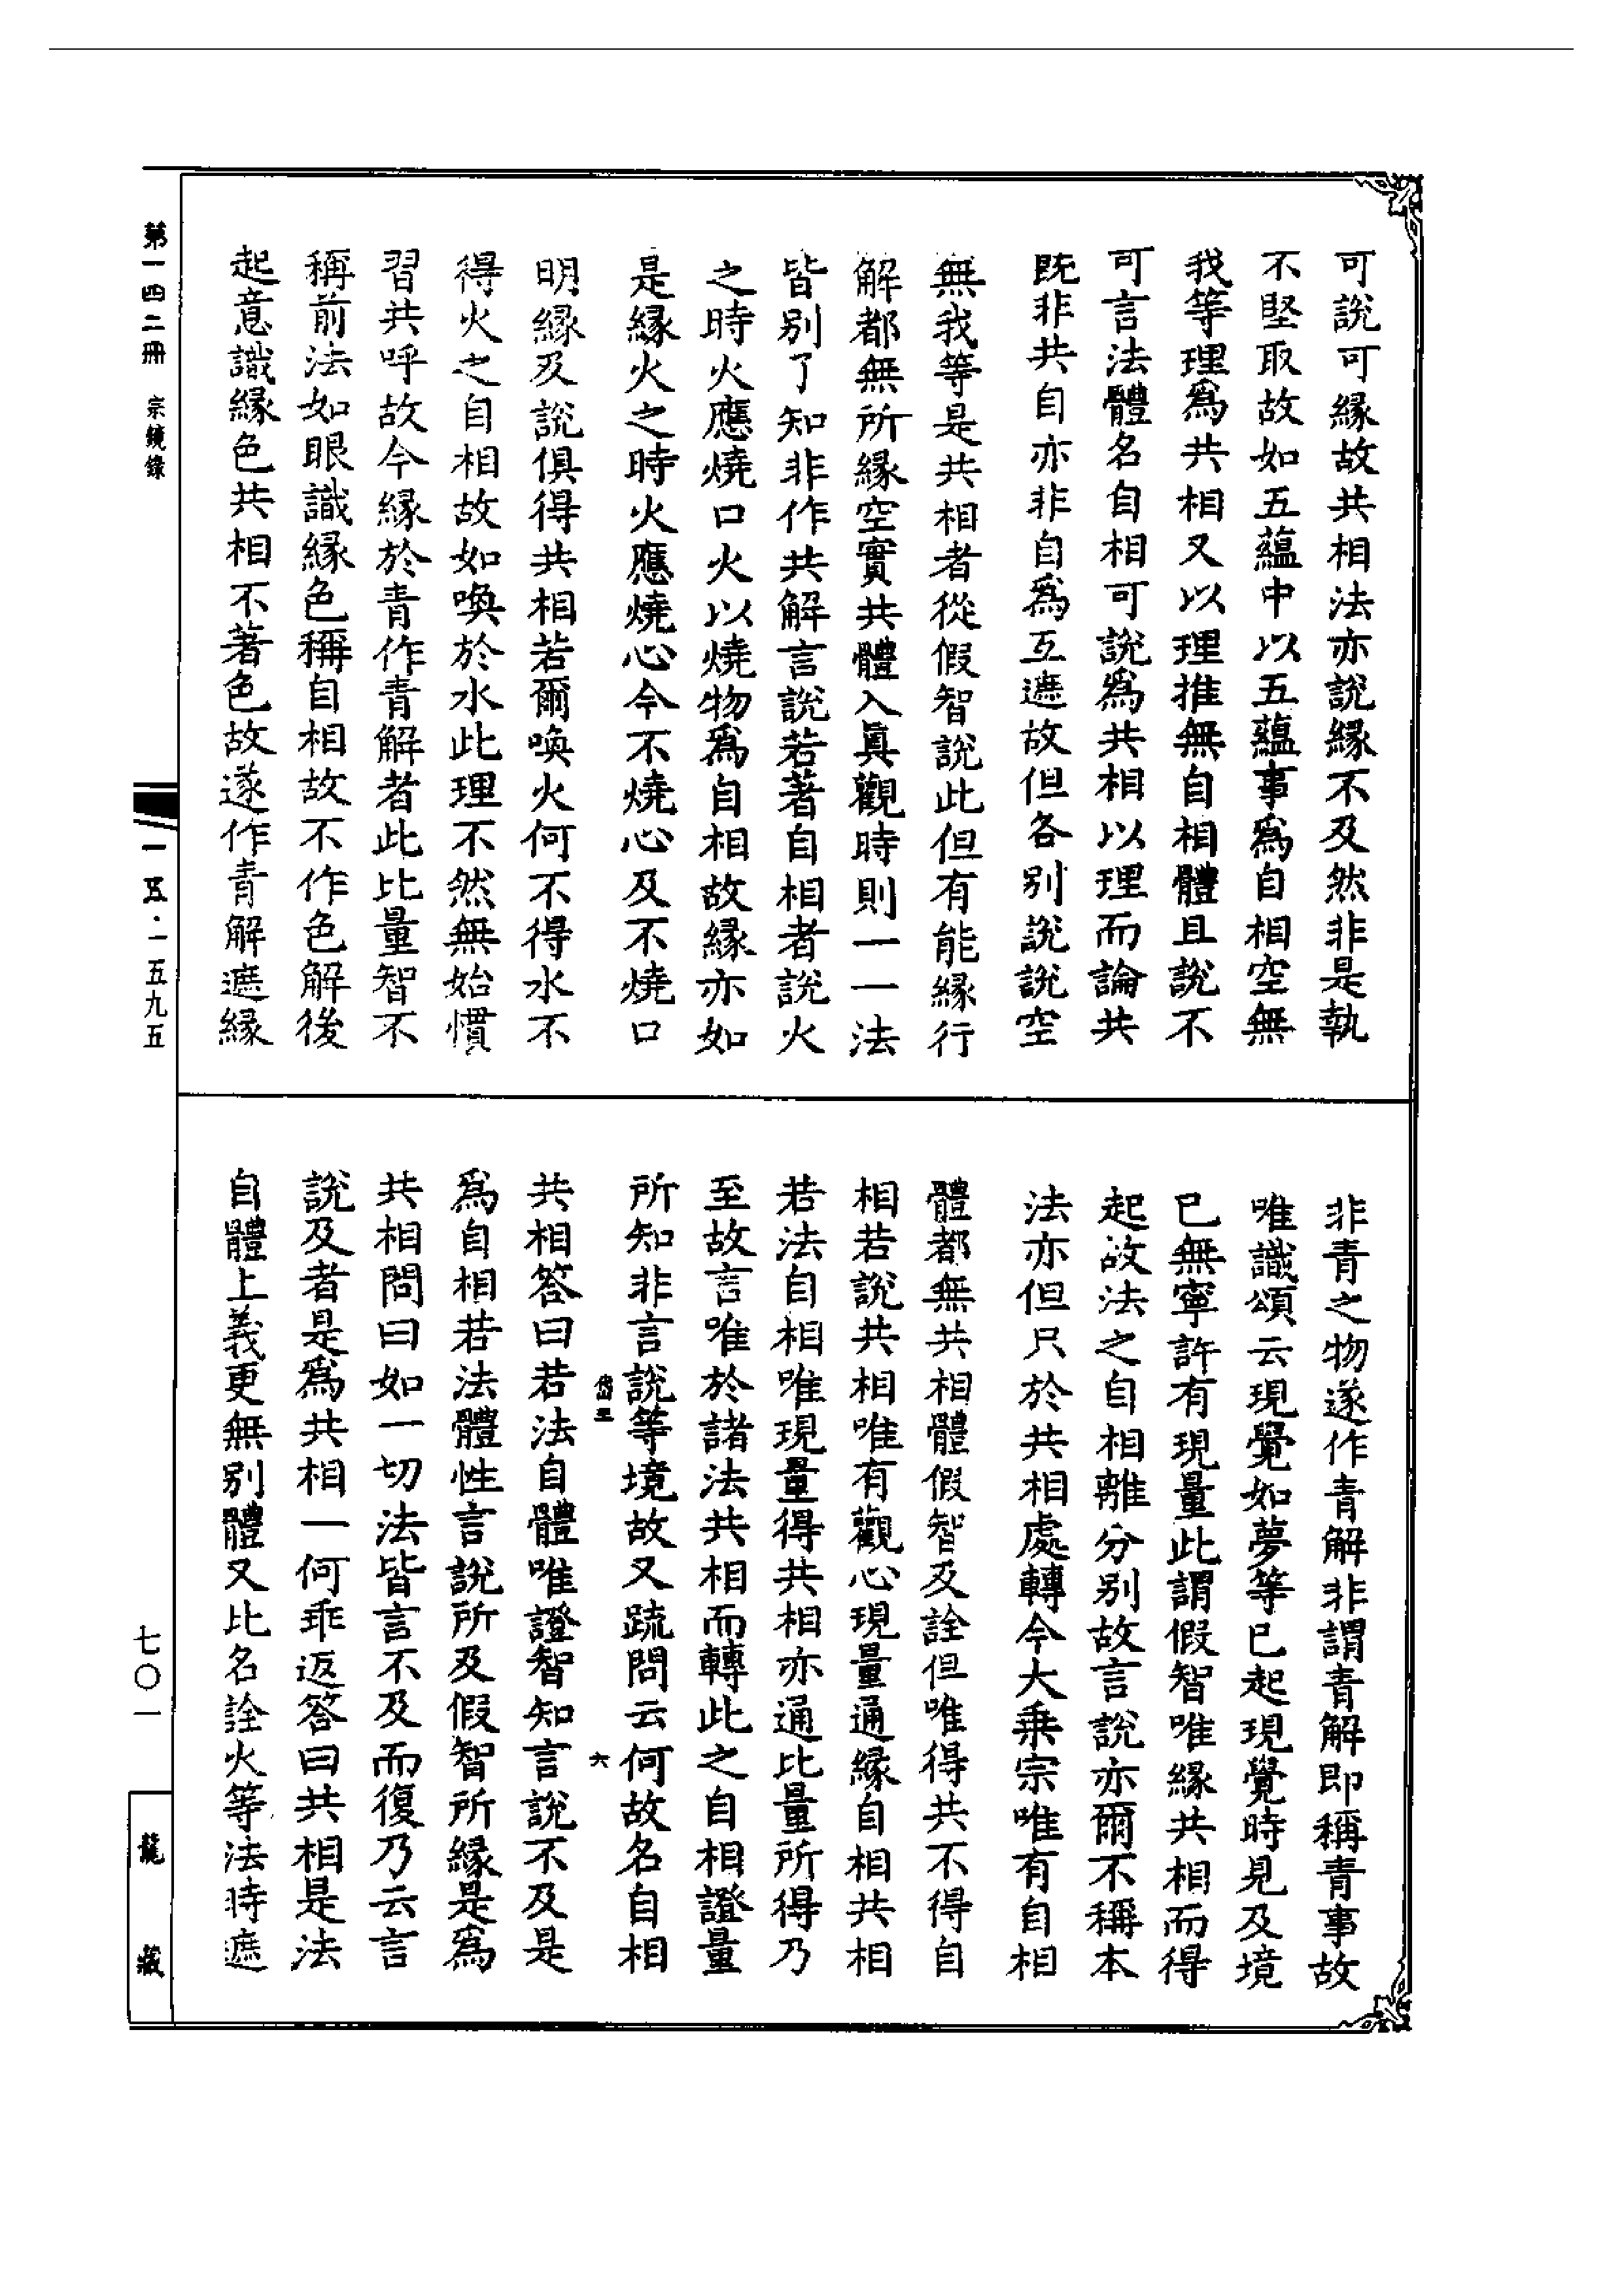 可說可緣故共相法亦說緣不及然非是執
不堅取故如五蘊中以五蘊事爲自相空無
我等理爲共相又以理推無自相體且說不
可言法體名自相可說爲共相以理而論共
既非共自亦非自爲互遮故但各別說說空
無我等是共相者從假智說此但有能緣行
解都無所緣空實共體入眞觀時則一一法
皆別了知非作共解言說若著自相者說火
之時火應燒口火以燒物爲自相故緣亦如
是緣火之時火應燒心今不燒心及不燒口
明緣及說俱得共相若爾喚火何不得水不
得火之自相故如喚於水此理不然無始慣
習共呼故今緣於青作青解者此比量智不
稱前法如眼識緣色稱自相故不作色解後
起意識緣色共相不著色故遂作青解遮緣
非青之物遂作青解非謂青解即稱青事故
唯識頌云現覺如夢等已起現覺時見及境
已無寧許有現量此謂假智唯緣共相而得
起故法之自相離分別故言說亦爾不稱本
法亦但只於共相處轉今大乘宗唯有自相
體都無共相體假智及詮但唯得共不得自
相若說共相唯有觀心現量通緣自相共相
若法自相唯現量得共相亦通比量所得乃
至故言唯於諸法共相而轉此之自相證量
所知非言說等境故又疏問云何故名自相
六
共相答曰若法自體唯證智知言說不及是
爲自相若法體性言說所及假智所緣是爲
共相問曰如一切法皆言不及而復乃云言
說及者是爲共相一何乖返答曰共相是法
自體上義更無別體又此名詮火等法時遮
第一四二冊 宗鏡錄
一五·一五九五
七〇一
龍藏